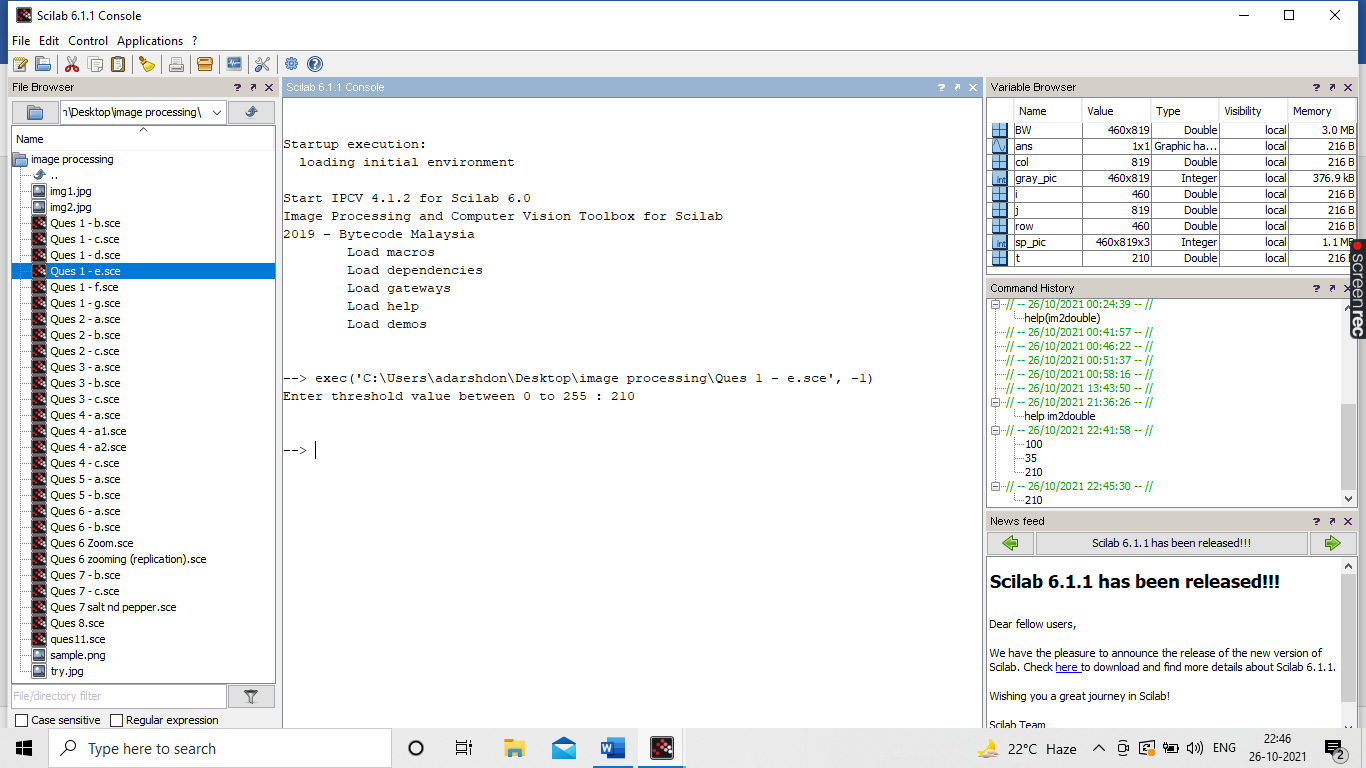 Scilab 6.1.1 Console
File Edit Control Applications ?
File Browser
Scilab 6.1.1 Console
Variable Browser
\Desktop\image processing\
Name
image processing
..
img1.jpg
img2.jpg
Ques 1 - b.sce
Ques 1 - c.sce
Ques 1 - d.sce
Ques 1 - e.sce
Ques 1 - f.sce
Ques 1 - g.sce
Ques 2 - a.sce
Ques 2 - b.sce
Ques 2 - c.sce
Ques 3 - a.sce
Ques 3 - b.sce
Ques 3 - c.sce
Ques 4 - a.sce
Ques 4 - a1.sce
Ques 4 - a2.sce
Ques 4 - c.sce
Ques 5 - a.sce
Ques 5 - b.sce
Ques 6 - a.sce
Ques 6 - b.sce
Ques 6 Zoom.sce
Ques 6 zooming (replication).sce
Ques 7 - b.sce
Ques 7 - c.sce
Ques 7 salt nd pepper.sce
Ques 8.sce
ques11.sce
sample.png
try.jpg
File/directory filter
Case sensitive Regular expression
Startup execution:
loading initial environment
Start IPCV 4.1.2 for Scilab 6.0
Image Processing and Computer Vision Toolbox for Scilab
2019 - Bytecode Malaysia
Load macros
Load dependencies
Load gateways
Load help
Load demos
--> exec('C:\Users\adarshdon\Desktop\image processing\Ques 1 - e.sce', -1)
Enter threshold value between 0 to 255 : 210
-->
Name Value Type Visibility Memory
BW 460x819 Double local 3.0 MB
ans 1x1 Graphic ha... local 216 B
col 819 Double local 216 B
gray_pic 460x819 Integer local 376.9 kB
i 460 Double local 216 B
j 819 Double local 216 B
row 460 Double local 216 B
sp_pic 460x819x3 Integer local 1.1 MB
t 210 Double local 216
screenrec
Command History
// -- 26/10/2021 00:24:39 -- //
help(im2double)
// -- 26/10/2021 00:41:57 -- //
// -- 26/10/2021 00:46:22 -- //
// -- 26/10/2021 00:51:37 -- //
// -- 26/10/2021 00:58:16 -- //
// -- 26/10/2021 13:43:50 -- //
// -- 26/10/2021 21:36:26 -- //
help im2double
// -- 26/10/2021 22:41:58 -- //
100
35
210
// -- 26/10/2021 22:45:30 -- //
210
News feed
Scilab 6.1.1 has been released!!!
Scilab 6.1.1 has been released!!!
Dear fellow users,
We have the pleasure to announce the release of the new version of
Scilab. Check here to download and find more details about Scilab 6.1.1.
Wishing you a great journey in Scilab!
Scilab Team
Type here to search
22°C Haze
ENG
22:46
26-10-2021
2